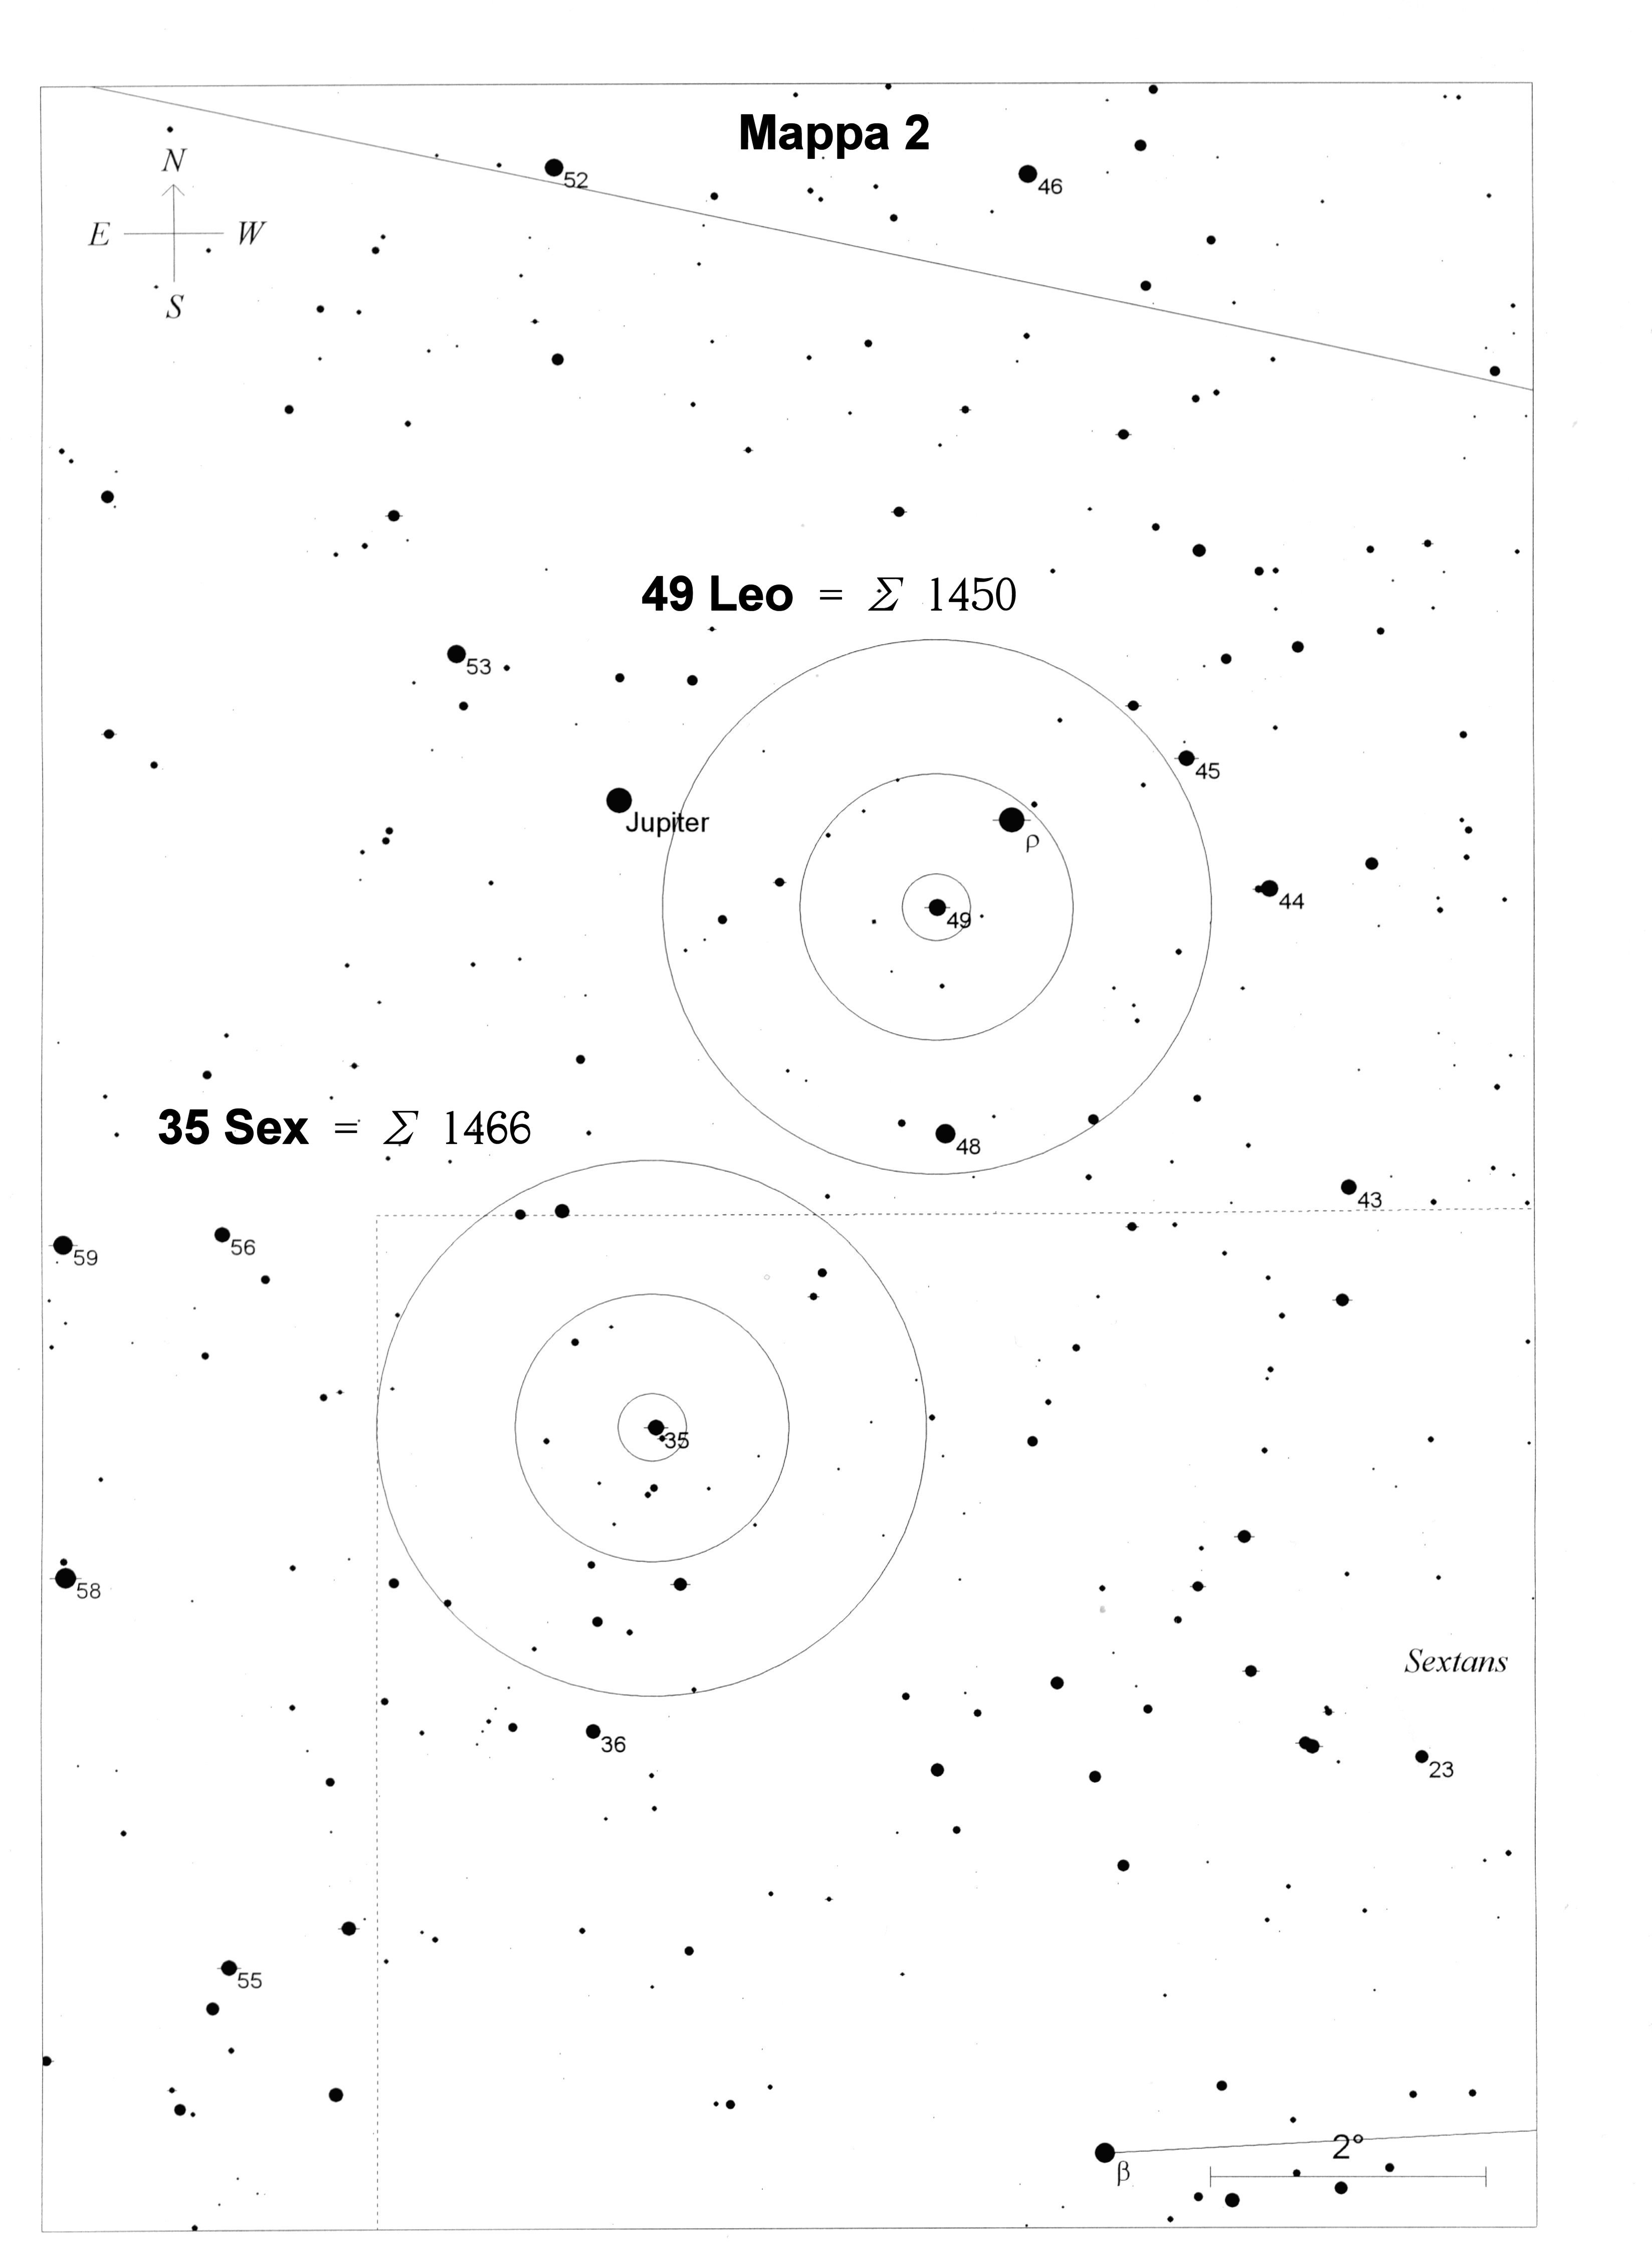 Mappa 2
N
52
46
E W
S
49 Leo = Σ 1450
53
45
Jupiter
ρ
44
49
35 Sex = Σ 1466
48
43
56
59
35
58
Sextans
36
23
55
2°
β